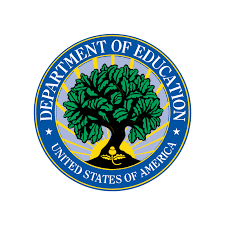 DEPARTMENT OF EDUCATION
UNITED STATES OF AMERICA